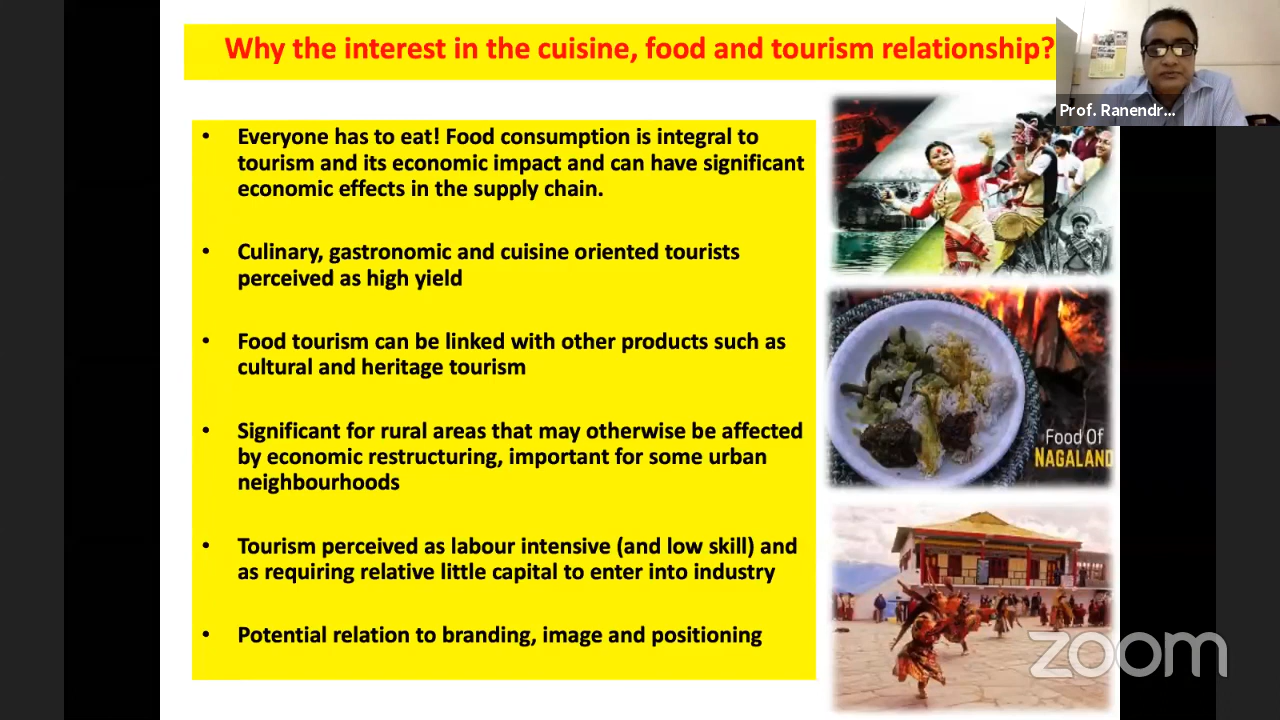 Why the interest in the cuisine, food and tourism relationship?
Prof. Ranendr...
• Everyone has to eat! Food consumption is integral to
tourism and its economic impact and can have significant
economic effects in the supply chain.
• Culinary, gastronomic and cuisine oriented tourists
perceived as high yield
• Food tourism can be linked with other products such as
cultural and heritage tourism
• Significant for rural areas that may otherwise be affected
by economic restructuring, important for some urban
neighbourhoods
• Tourism perceived as labour intensive (and low skill) and
as requiring relative little capital to enter into industry
• Potential relation to branding, image and positioning
Food Of
NAGALAND
zoom